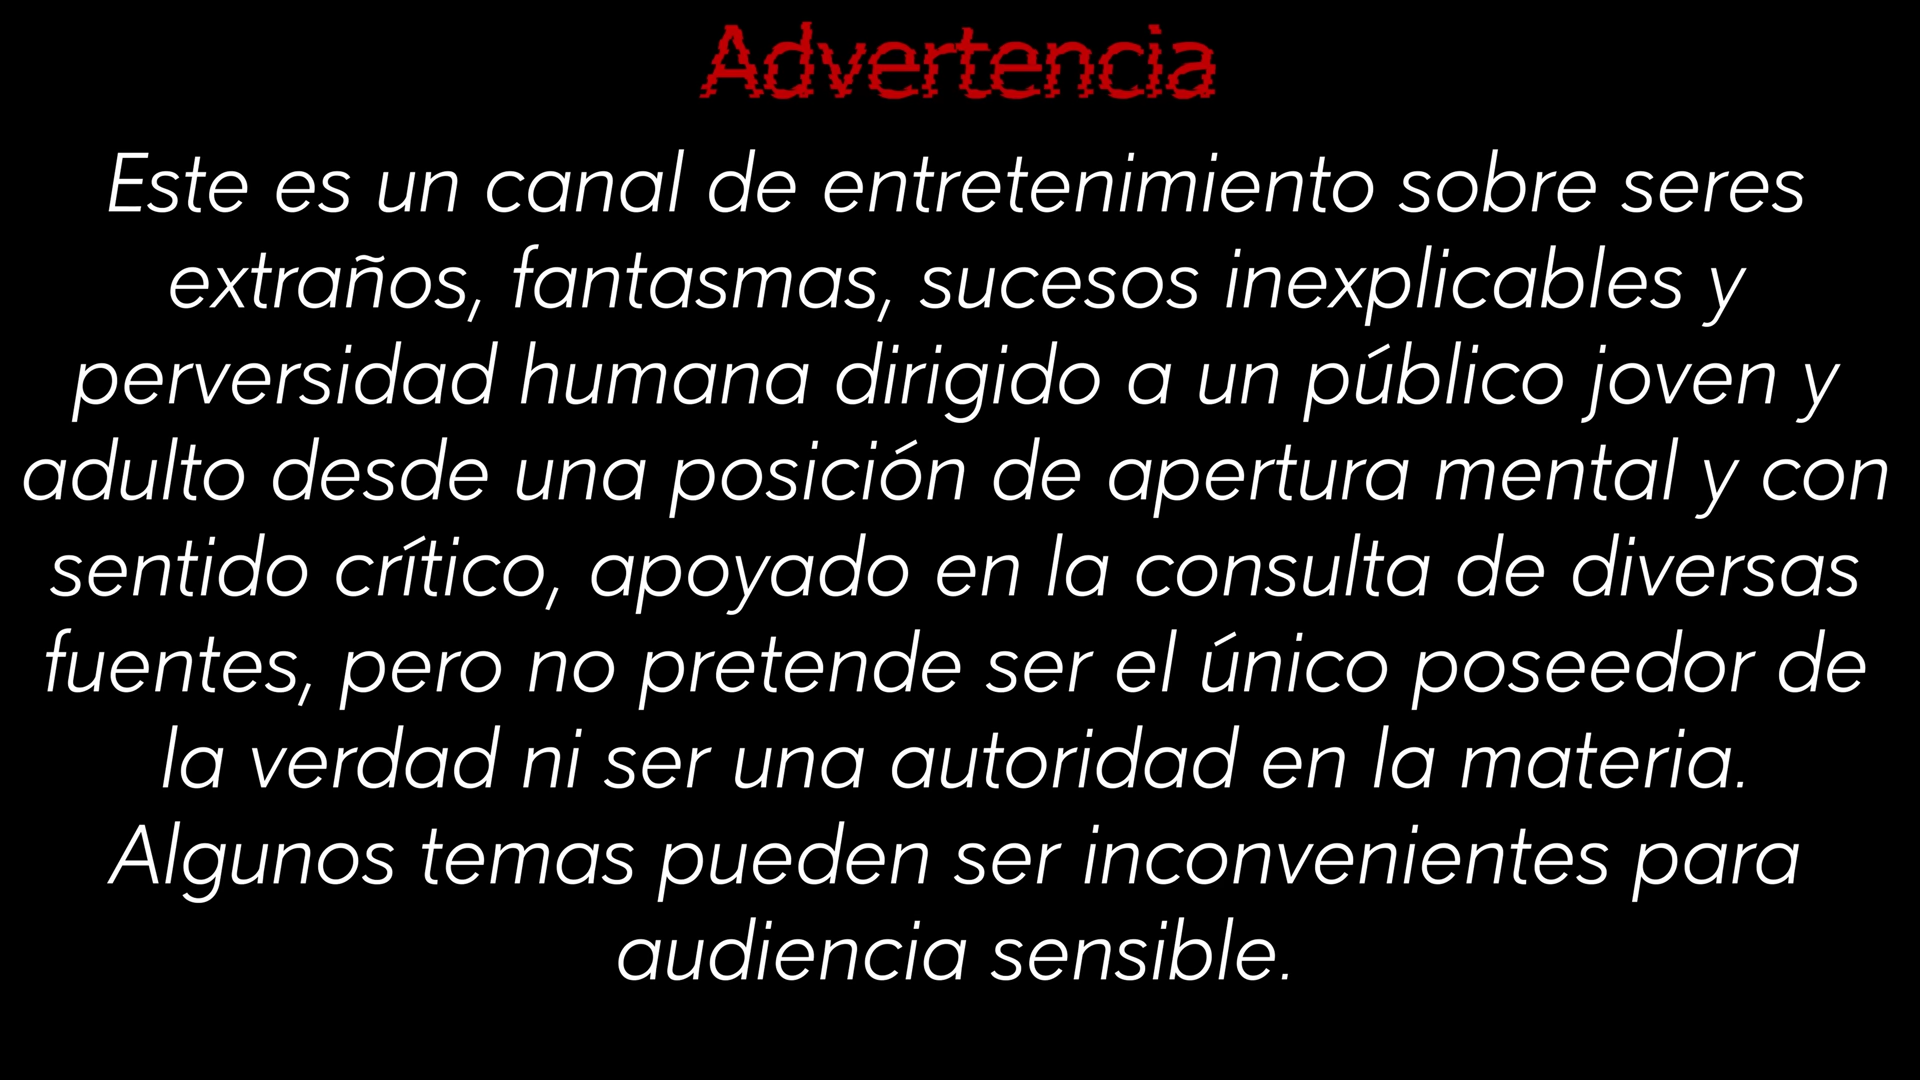 Advertencia
Este es un canal de entretenimiento sobre seres
extraños, fantasmas, sucesos inexplicables y
perversidad humana dirigido a un público joven y
adulto desde una posición de apertura mental y con
sentido crítico, apoyado en la consulta de diversas
fuentes, pero no pretende ser el único poseedor de
la verdad ni ser una autoridad en la materia.
Algunos temas pueden ser inconvenientes para
audiencia sensible.